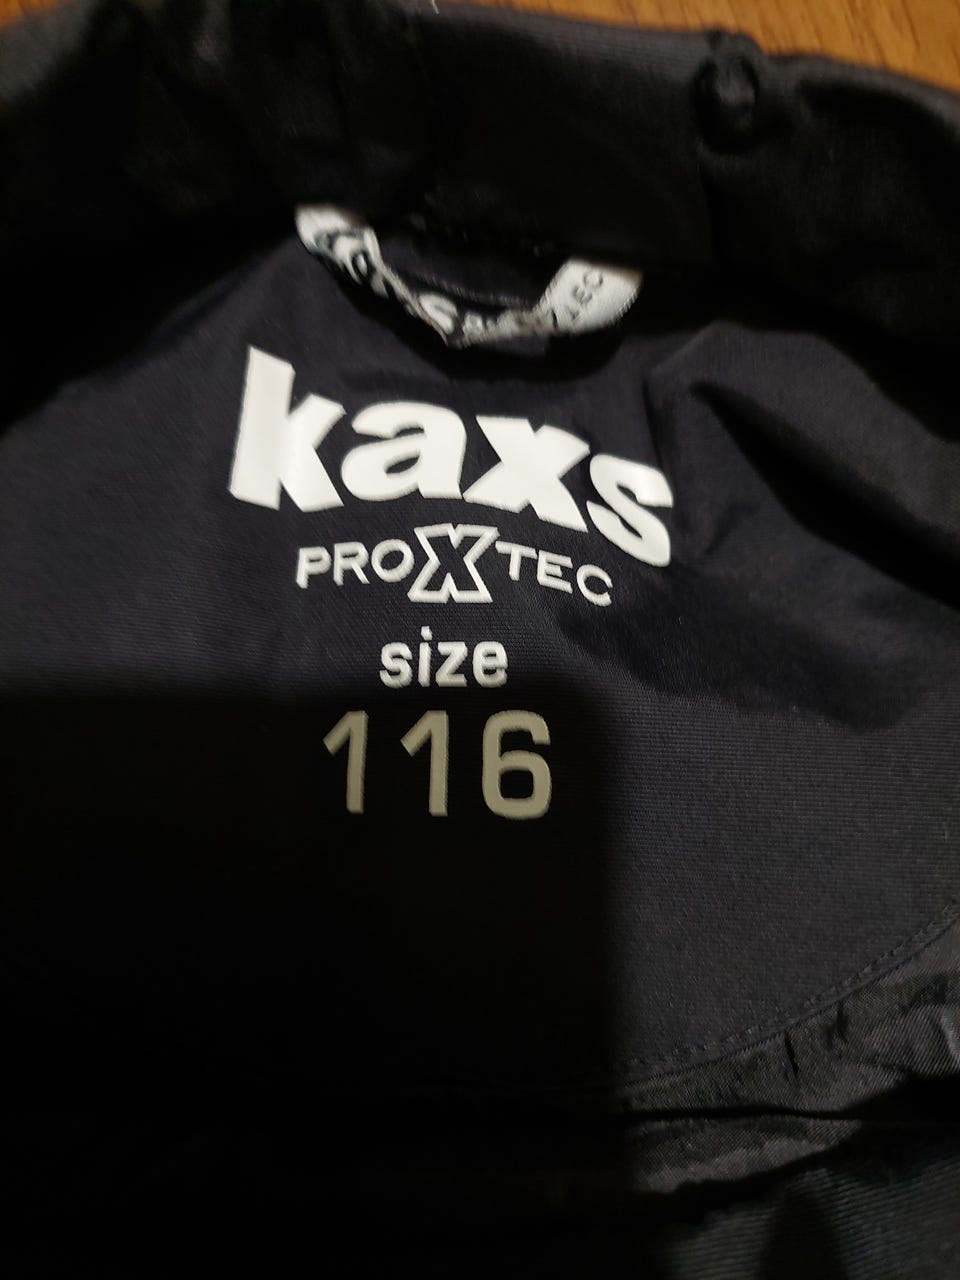 kaxs
PROXTEC
size
116